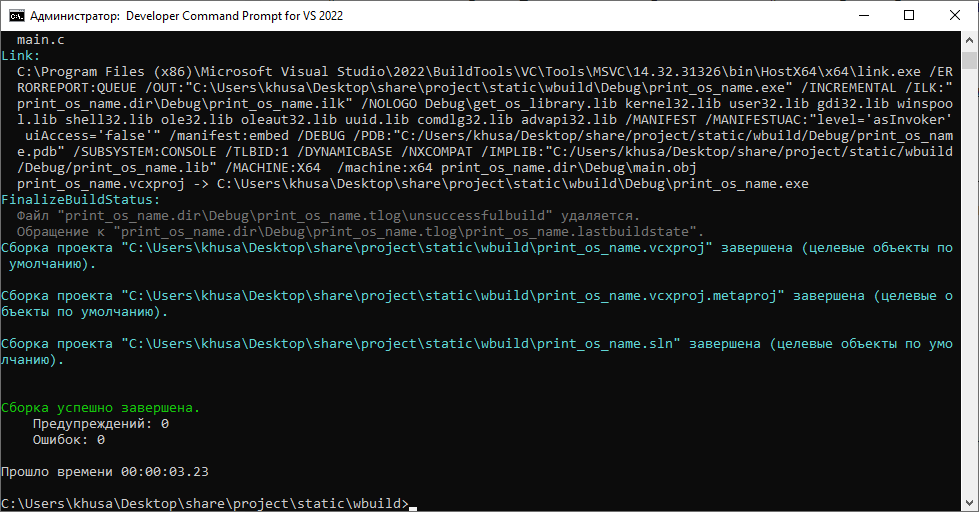 Администратор: Developer Command Prompt for VS 2022
main.c
Link:
C:\Program Files (x86)\Microsoft Visual Studio\2022\BuildTools\VC\Tools\MSVC\14.32.31326\bin\HostX64\x64\link.exe /ER
RORREPORT:QUEUE /OUT:"C:\Users\khusa\Desktop\share\project\static\wbuild\Debug\print_os_name.exe" /INCREMENTAL /ILK:"
print_os_name.dir\Debug\print_os_name.ilk" /NOLOGO Debug\get_os_library.lib kernel32.lib user32.lib gdi32.lib winspoo
l.lib shell32.lib ole32.lib oleaut32.lib uuid.lib comdlg32.lib advapi32.lib /MANIFEST /MANIFESTUAC:"level='asInvoker'
uiAccess='false'" /manifest:embed /DEBUG /PDB:"C:/Users/khusa/Desktop/share/project/static/wbuild/Debug/print_os_nam
e.pdb" /SUBSYSTEM:CONSOLE /TLBID:1 /DYNAMICBASE /NXCOMPAT /IMPLIB:"C:/Users/khusa/Desktop/share/project/static/wbuild
/Debug/print_os_name.lib" /MACHINE:X64  /machine:x64 print_os_name.dir\Debug\main.obj
print_os_name.vcxproj -> C:\Users\khusa\Desktop\share\project\static\wbuild\Debug\print_os_name.exe
FinalizeBuildStatus:
Файл "print_os_name.dir\Debug\print_os_name.tlog\unsuccessfulbuild" удаляется.
Обращение к "print_os_name.dir\Debug\print_os_name.tlog\print_os_name.lastbuildstate".
Сборка проекта "C:\Users\khusa\Desktop\share\project\static\wbuild\print_os_name.vcxproj" завершена (целевые объекты по
умолчанию).
Сборка проекта "C:\Users\khusa\Desktop\share\project\static\wbuild\print_os_name.vcxproj.metaproj" завершена (целевые о
бъекты по умолчанию).
Сборка проекта "C:\Users\khusa\Desktop\share\project\static\wbuild\print_os_name.sln" завершена (целевые объекты по умо
лчанию).
Сборка успешно завершена.
Предупреждений: 0
Ошибок: 0
Прошло времени 00:00:03.23
C:\Users\khusa\Desktop\share\project\static\wbuild>